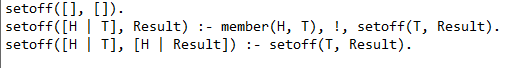 setoff([], []).
setoff([H | T], Result) :- member(H, T), !, setoff(T, Result).
setoff([H | T], [H | Result]) :- setoff(T, Result).